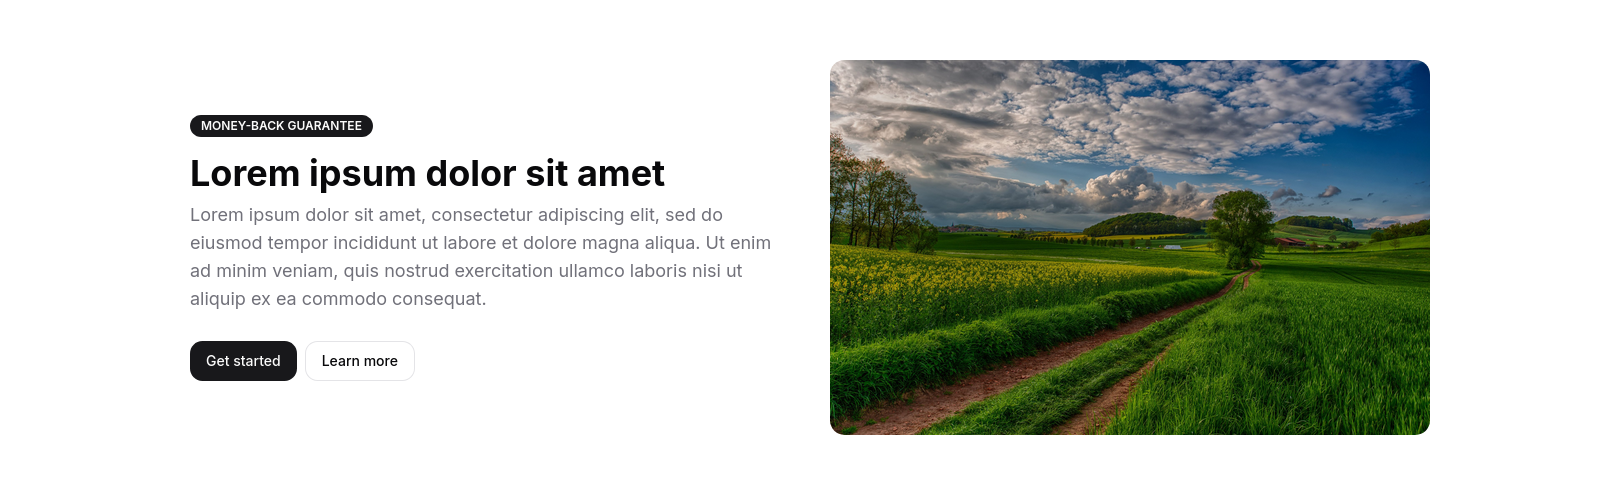 MONEY-BACK GUARANTEE
Lorem ipsum dolor sit amet
Lorem ipsum dolor sit amet, consectetur adipiscing elit, sed do
eiusmod tempor incididunt ut labore et dolore magna aliqua. Ut enim
ad minim veniam, quis nostrud exercitation ullamco laboris nisi ut
aliquip ex ea commodo consequat.
Get started
Learn more